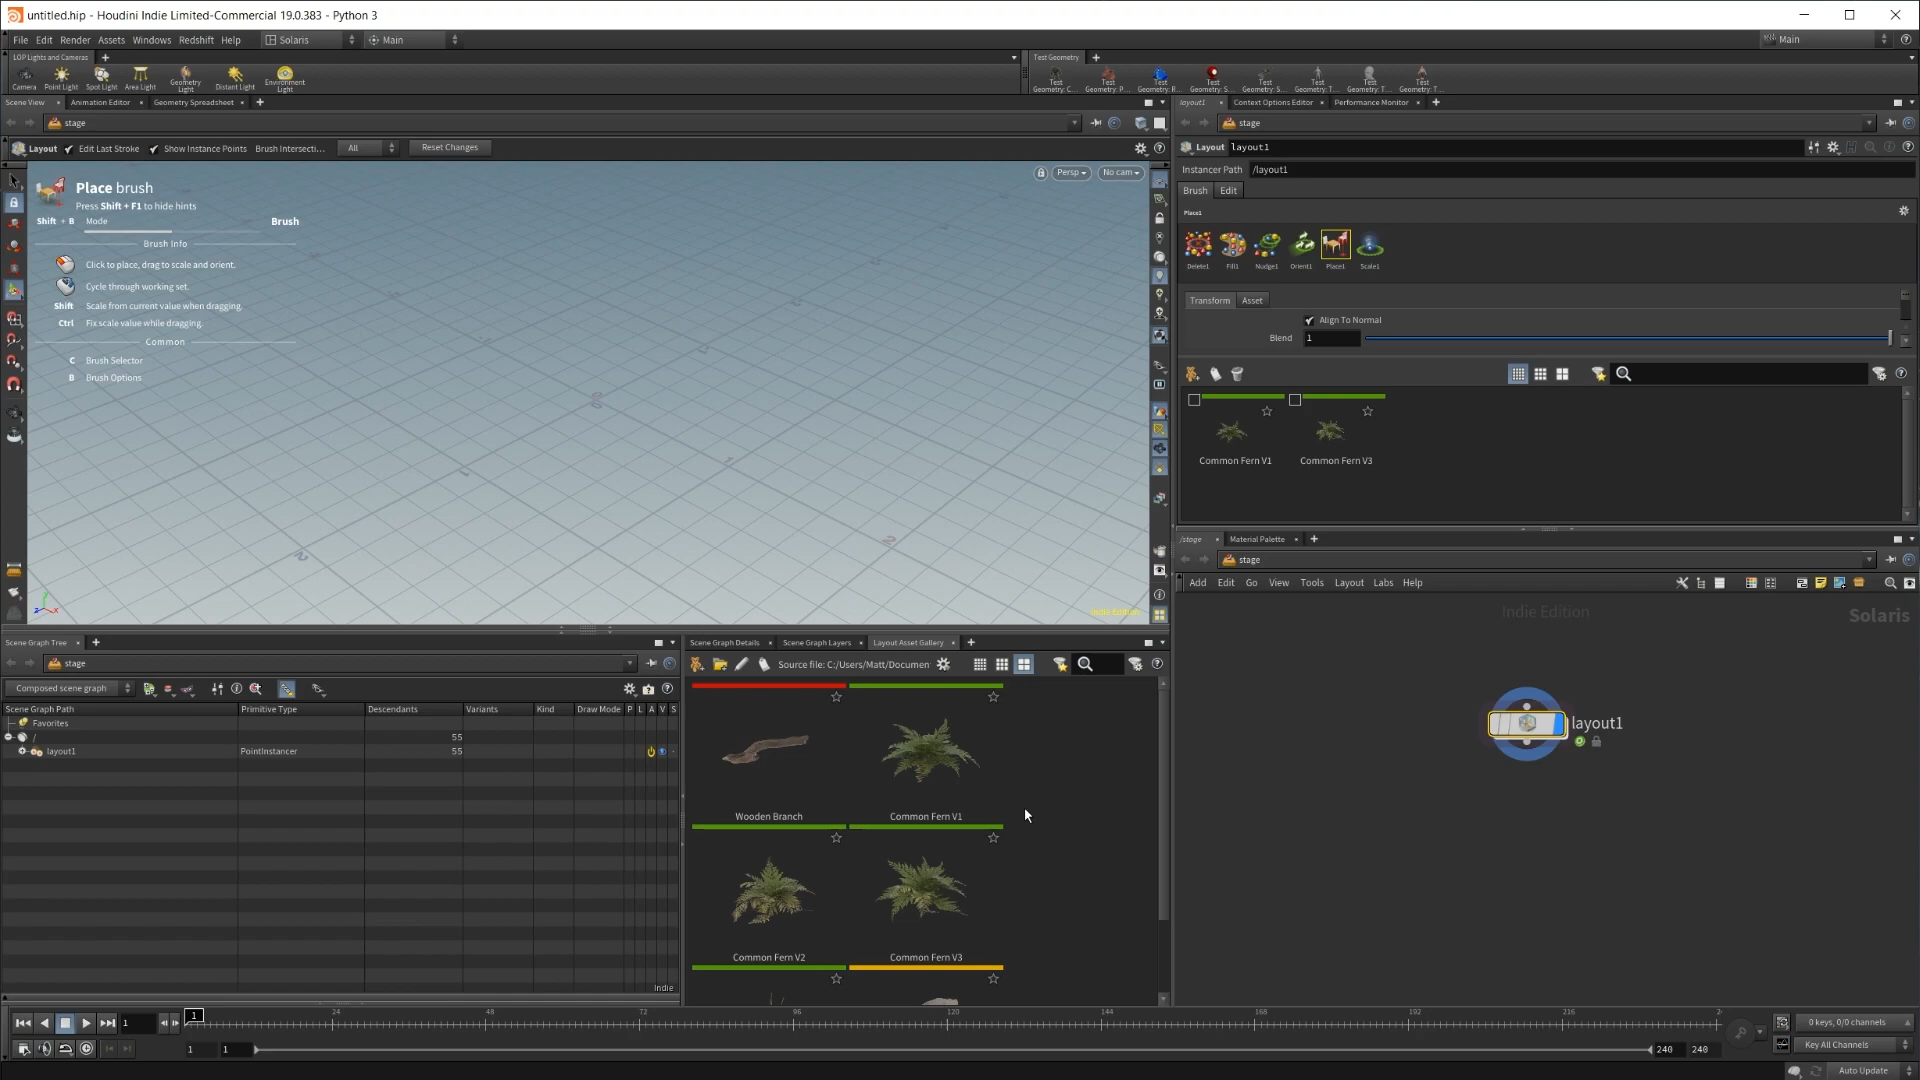 untitled.hip - Houdini Indie Limited-Commercial 19.0.383 - Python 3
File Edit Render Assets Windows Redshift Help Solaris Main Main
LOP Lights and Cameras
Camera Point Light Spot Light Area Light Geometry Light Distant Light Environment Light
Test Geometry
Test Geometry: C... Test Geometry: P... Test Geometry: R... Test Geometry: S... Test Geometry: S... Test Geometry: T... Test Geometry: T... Test Geometry: T...
Scene View Animation Editor Geometry Spreadsheet
stage
Layout Edit Last Stroke Show Instance Points Brush Intersecti... All Reset Changes
Place brush
Press Shift + F1 to hide hints
Shift + B Mode Brush
Brush Info
Click to place, drag to scale and orient.
Cycle through working set.
Shift Scale from current value when dragging.
Ctrl Fix scale value while dragging.
Common
C Brush Selector
B Brush Options
Persp No cam
Indie Edition
layout1 Context Options Editor Performance Monitor
stage
Layout layout1
Instancer Path /layout1
Brush Edit
Place1
Delete1 Fill1 Nudge1 Orient1 Place1 Scale1
Transform Asset
Align To Normal
Blend 1
Common Fern V1 Common Fern V3
/stage Material Palette
stage
Add Edit Go View Tools Layout Labs Help
Indie Edition
Solaris
layout1
Scene Graph Tree
stage
Composed scene graph
Scene Graph Path Primitive Type Descendants Variants Kind Draw Mode P L A V S
Favorites
/ 55
layout1 PointInstancer 55
Indie
Scene Graph Details Scene Graph Layers Layout Asset Gallery
Source file: C:/Users/Matt/Documen
Wooden Branch Common Fern V1
Common Fern V2 Common Fern V3
1 1 24 48 72 96 120 144 168 192 216 2
0 keys, 0/0 channels
1 1 240 240 Key All Channels
Auto Update